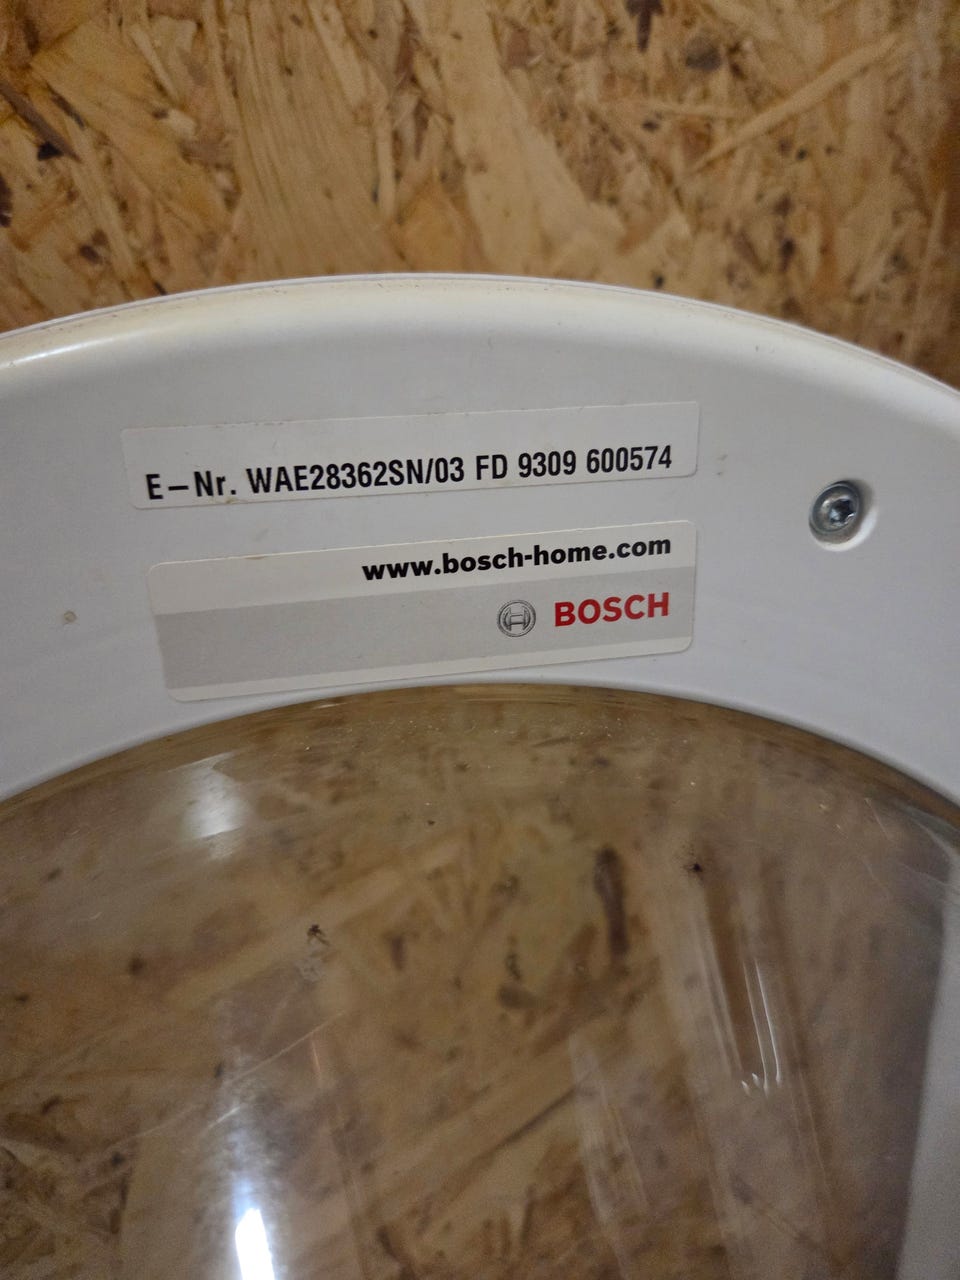 E-Nr. WAE28362SN/03 FD 9309 600574
www.bosch-home.com
BOSCH